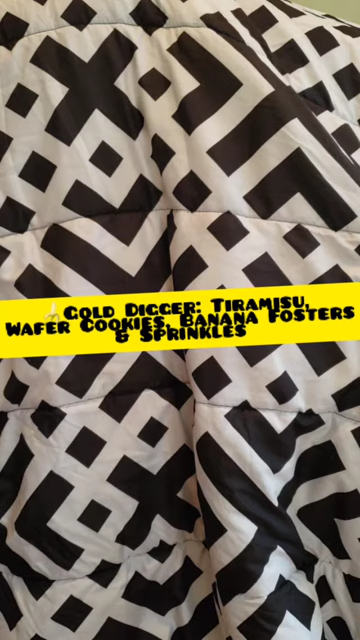 🍌Gold Digger: Tiramisu,
Wafer Cookies, Banana Fosters
& Sprinkles